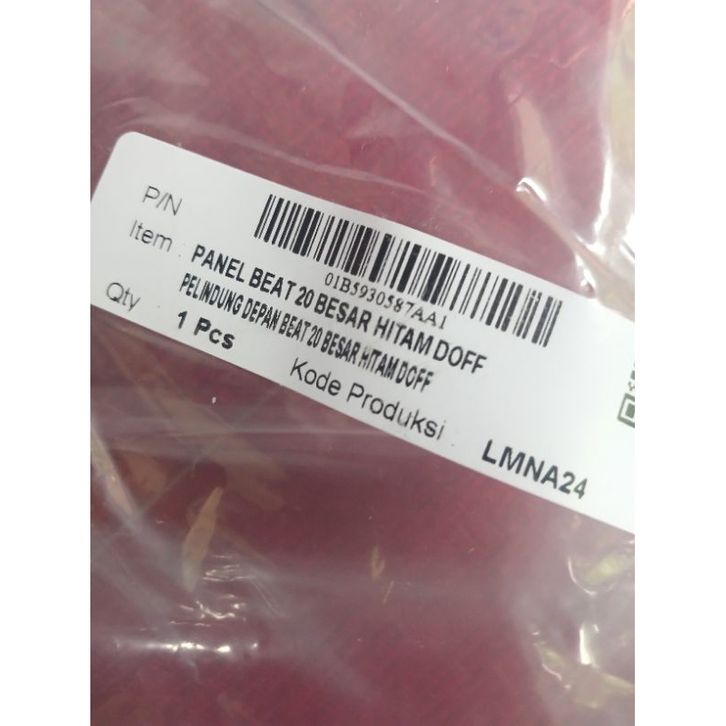 P/N
01B5930587AA1
Item : PANEL BEAT 20 BESAR HITAM DOFF
PELINDUNG DEPAN BEAT 20 BESAR HITAM DOFF
Qty 1 Pcs
Kode Produksi : LMNA24